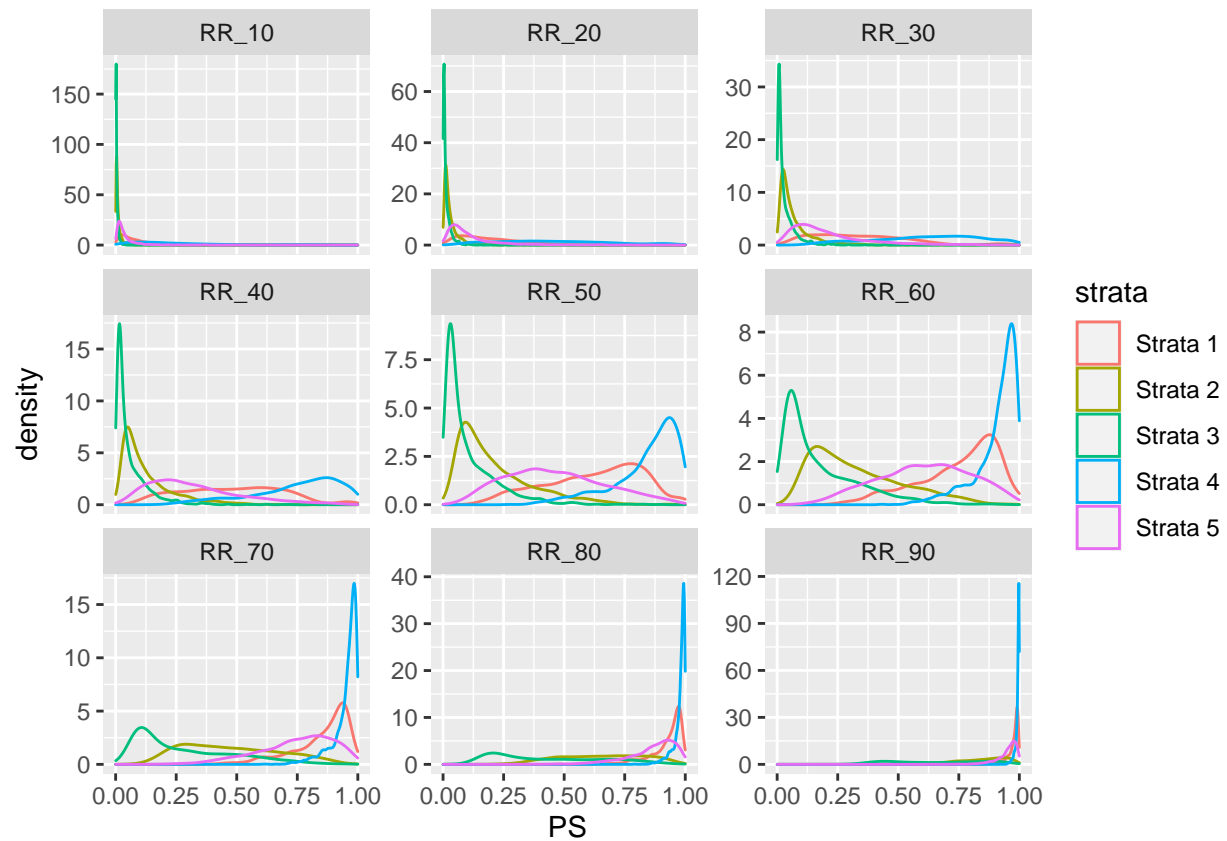 RR_10
RR_20
RR_30
150
100
50
0
60
40
20
0
30
20
10
0
RR_40
RR_50
RR_60
15
10
5
0
7.5
5.0
2.5
0.0
8
6
4
2
0
RR_70
RR_80
RR_90
15
10
5
0
40
30
20
10
0
120
90
60
30
0
0.00 0.25 0.50 0.75 1.00
0.00 0.25 0.50 0.75 1.00
0.00 0.25 0.50 0.75 1.00
PS
density
strata
Strata 1
Strata 2
Strata 3
Strata 4
Strata 5